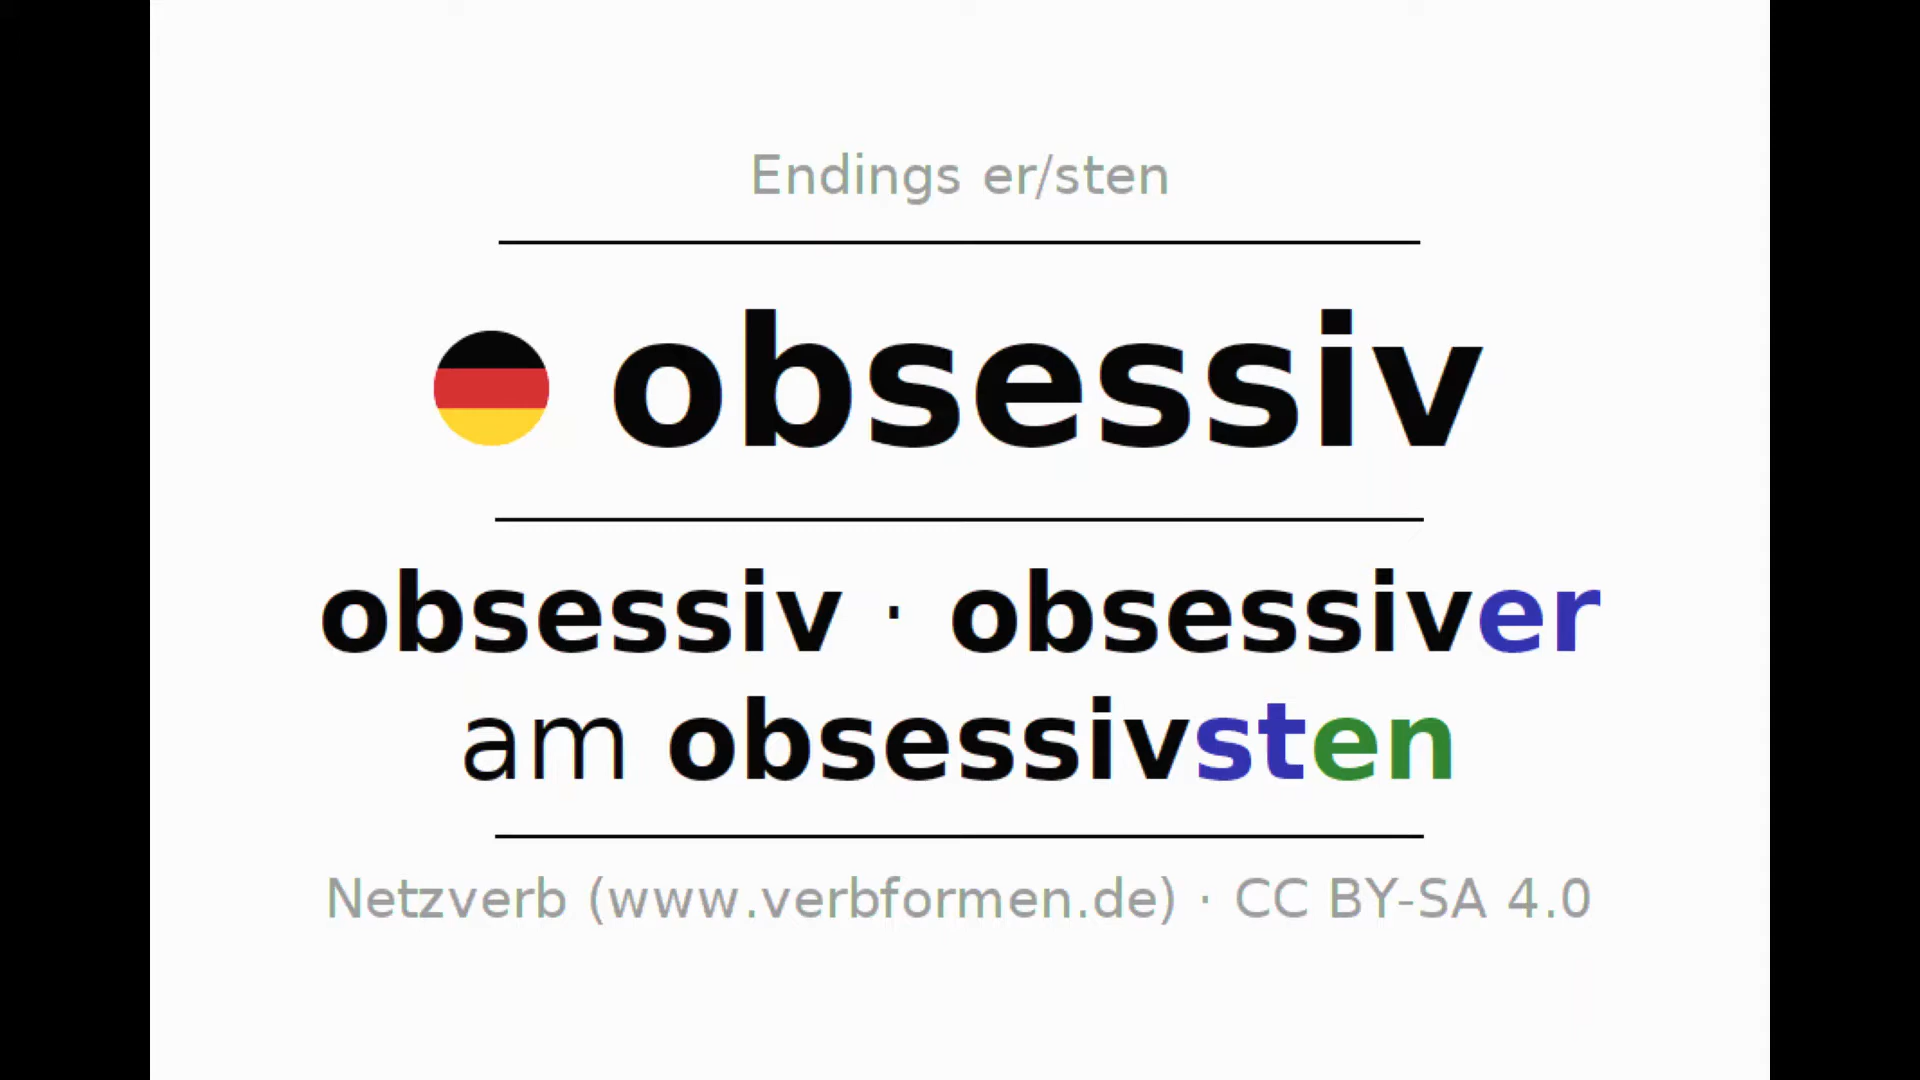 Endings er/sten
obsessiv
obsessiv · obsessiver
am obsessivsten
Netzverb (www.verbformen.de) · CC BY-SA 4.0